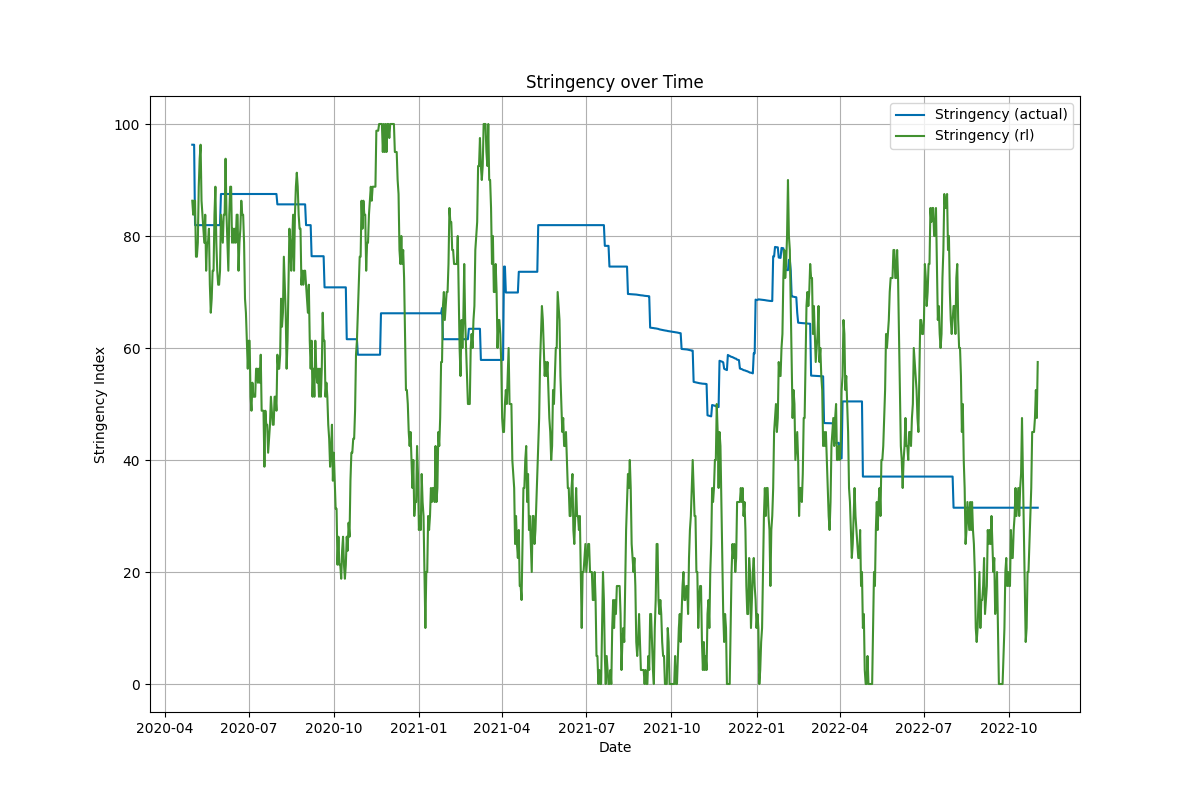 Stringency over Time
Stringency (actual)
Stringency (rl)
Stringency Index
100
80
60
40
20
0
2020-04 2020-07 2020-10 2021-01 2021-04 2021-07 2021-10 2022-01 2022-04 2022-07 2022-10
Date